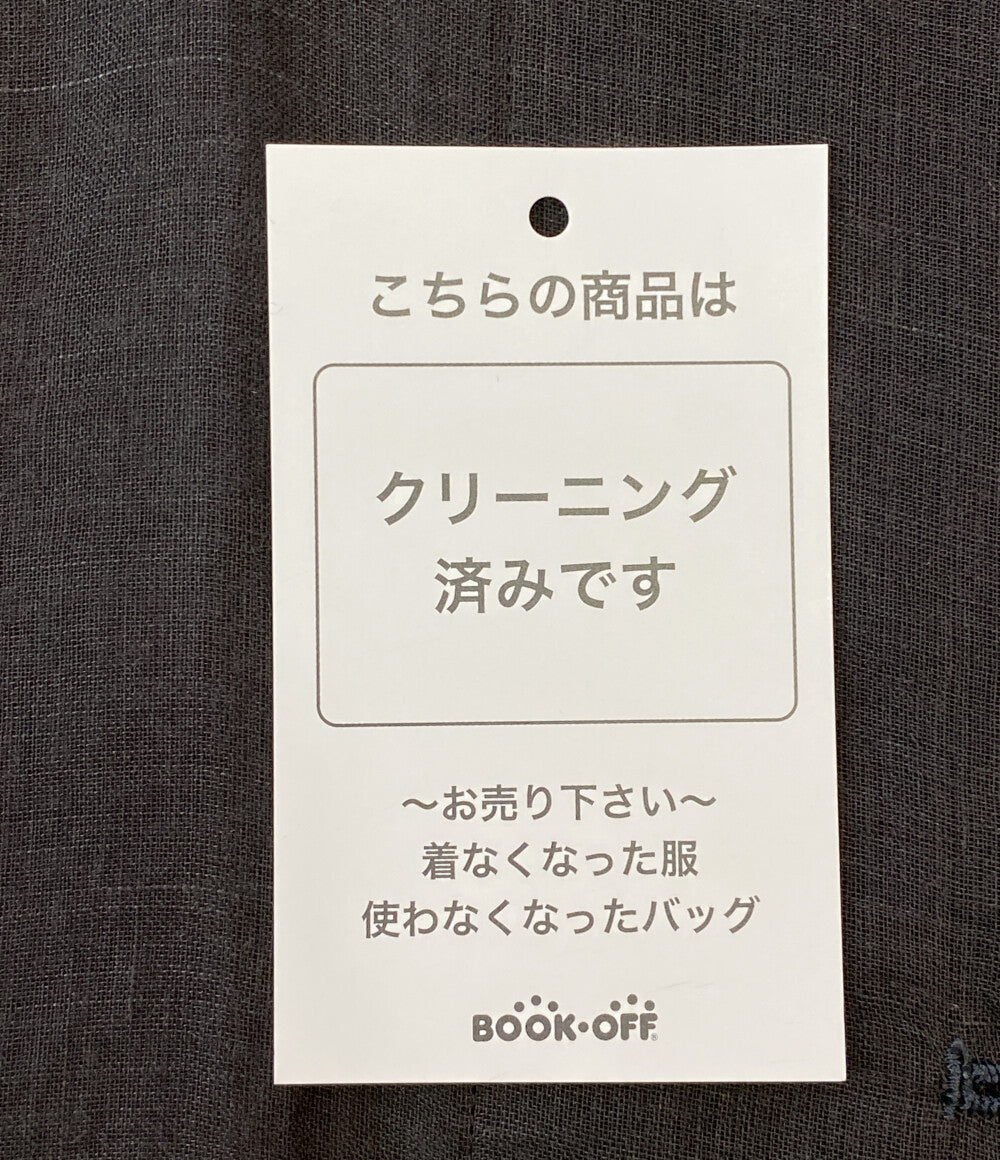 こちらの商品は
クリーニング
済みです
～お売り下さい～
着なくなった服
使わなくなったバッグ
BOOK・OFF®